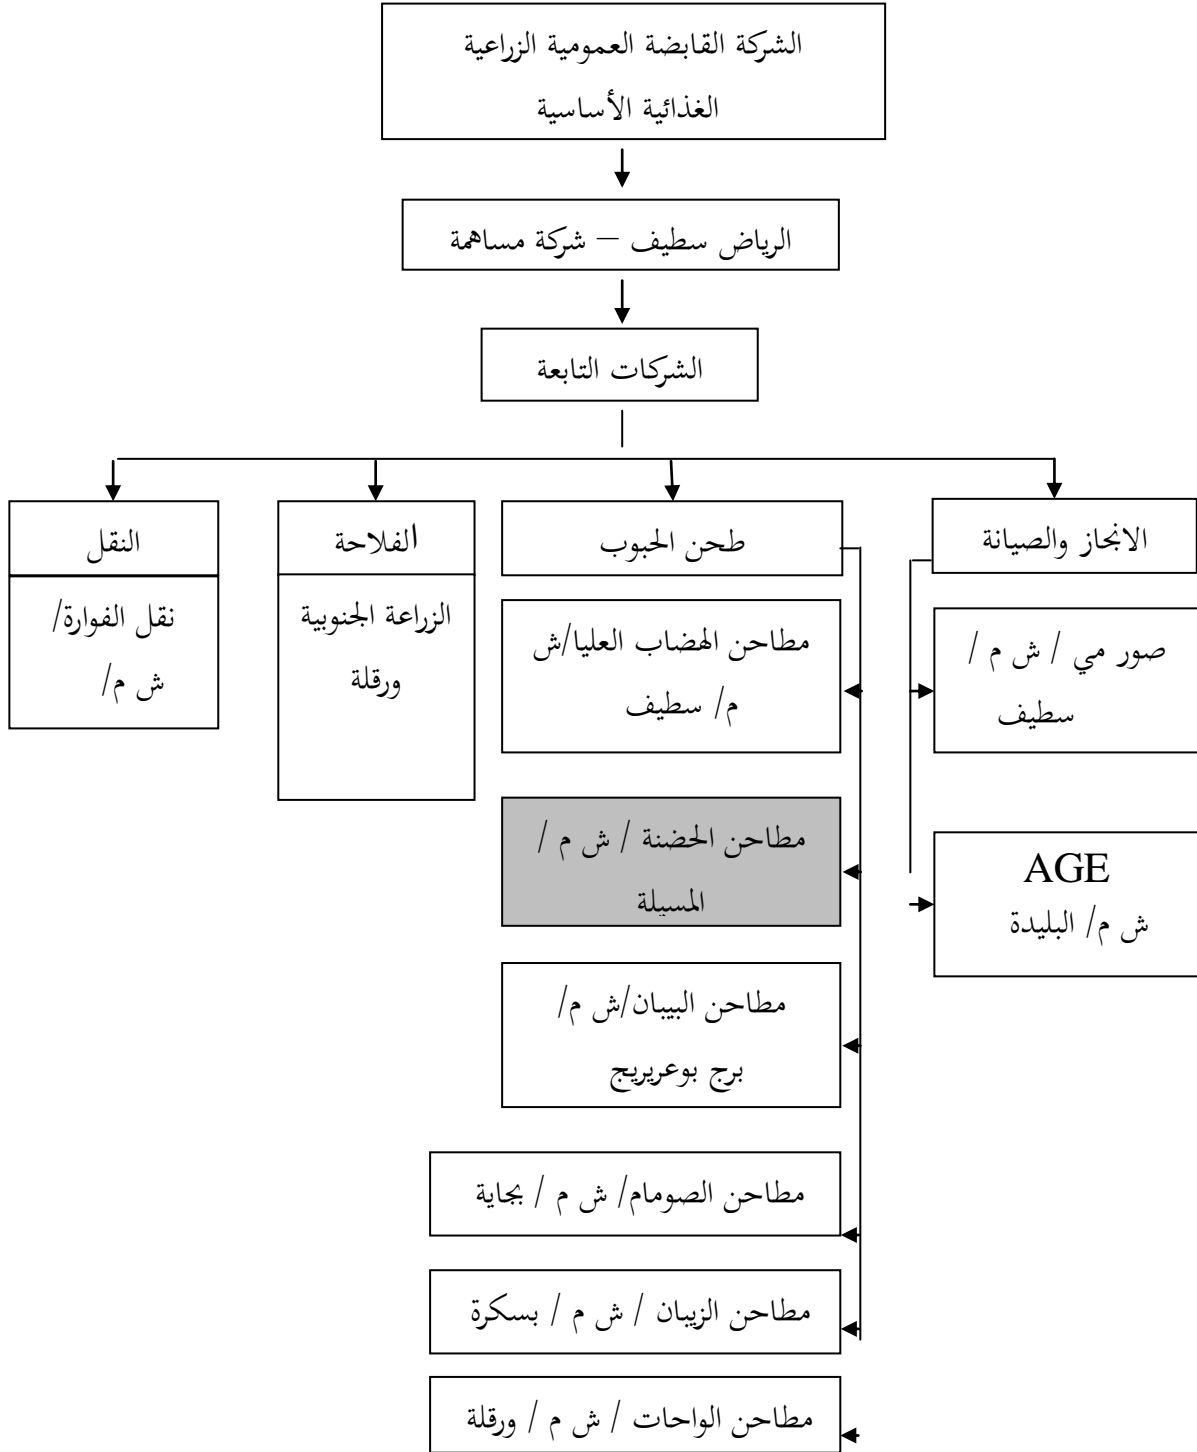 الشركة القابضة العمومية الزراعية
الغذائية الأساسية
الرياض سطيف – شركة مساهمة
الشركات التابعة
الانجاز والصيانة
صور مي / ش م /
سطيف
AGE
ش م/ البليدة
طحن الحبوب
مطاحن الهضاب العليا/ش
م/ سطيف
مطاحن الحضنة / ش م /
المسيلة
مطاحن البيبان/ش م/
برج بوعريريج
مطاحن الصومام/ ش م / بجاية
مطاحن الزيبان / ش م / بسكرة
مطاحن الواحات / ش م / ورقلة
الفلاحة
الزراعة الجنوبية
ورقلة
النقل
نقل الفوارة/
ش م/